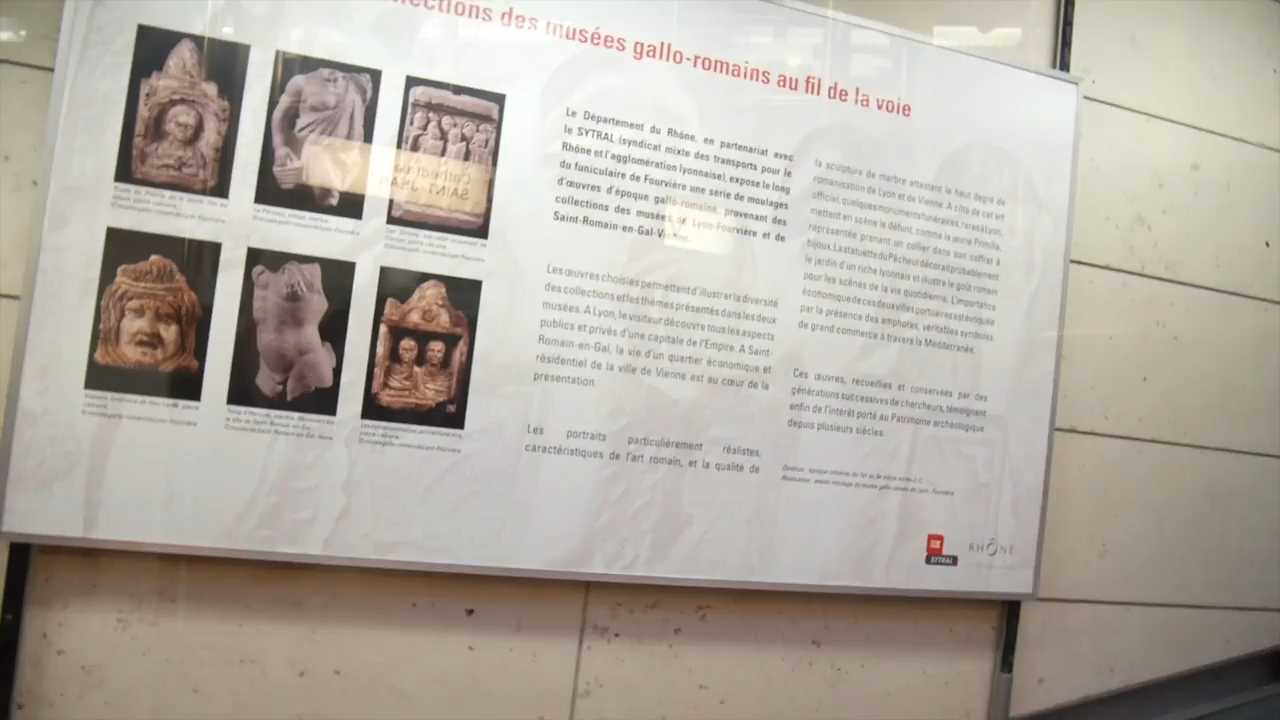 ections des musées gallo-romains au fil de la voie
Le Département du Rhône, en partenariat avec
le SYTRAL (syndicat mixte des transports pour le
Rhône et l'agglomération lyonnaise), expose le long
du funiculaire de Fourvière une série de moulages
d'œuvres d'époque gallo-romaine, provenant des
collections des musées de Lyon-Fourvière et de
Saint-Romain-en-Gal-Vienne.
Les œuvres choisies permettent d'illustrer la diversité
des collections et les thèmes présentés dans les deux
musées. A Lyon, le visiteur découvre tous les aspects
publics et privés d'une capitale de l'Empire. A Saint-
Romain-en-Gal, la vie d'un quartier économique et
résidentiel de la ville de Vienne est au cœur de la
présentation.
Les portraits particulièrement réalistes,
caractéristiques de l'art romain, et la qualité de
la sculpture de marbre attestent le haut degré de
romanisation de Lyon et de Vienne. A côté de cet art
officiel, quelques monuments funéraires, rares à Lyon,
mettent en scène le défunt, comme la jeune Primilla,
représentée prenant un collier dans son coffret à
bijoux. La statuette du Pêcheur décorait probablement
le jardin d'un riche lyonnais et illustre le goût romain
pour les scènes de la vie quotidienne. L'importance
économique de ces deux villes portuaires est évoquée
par la présence des amphores, véritables symboles
de grand commerce à travers la Méditerranée.
Ces œuvres, recueillies et conservées par des
générations successives de chercheurs, témoignent
enfin de l'intérêt porté au Patrimoine archéologique
depuis plusieurs siècles.
Cathédrale
SAINT-JEAN
SYTRAL
RHÔNE